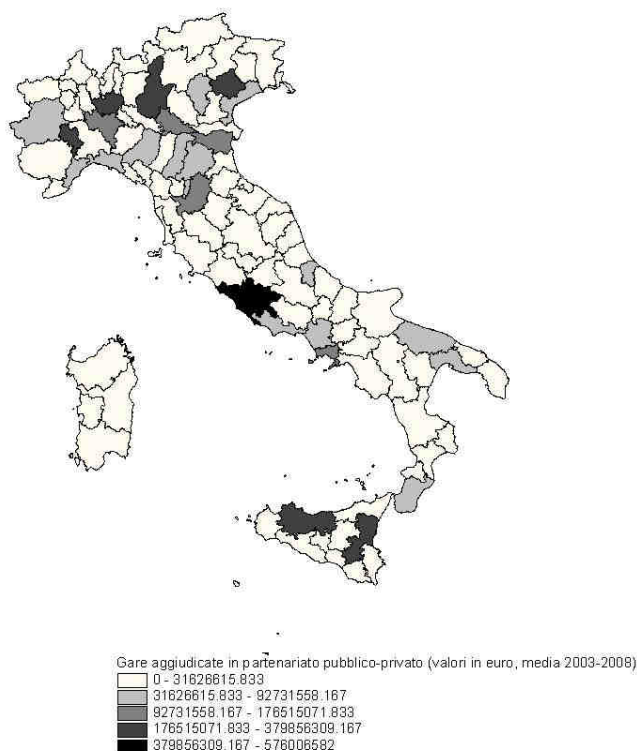 Gare aggiudicate in partenariato pubblico-privato (valori in euro, media 2003-2008)
0 - 31626615.833
31626615.833 - 92731558.167
92731558.167 - 176515071.833
176515071.833 - 379856309.167
379856309.167 - 576006582